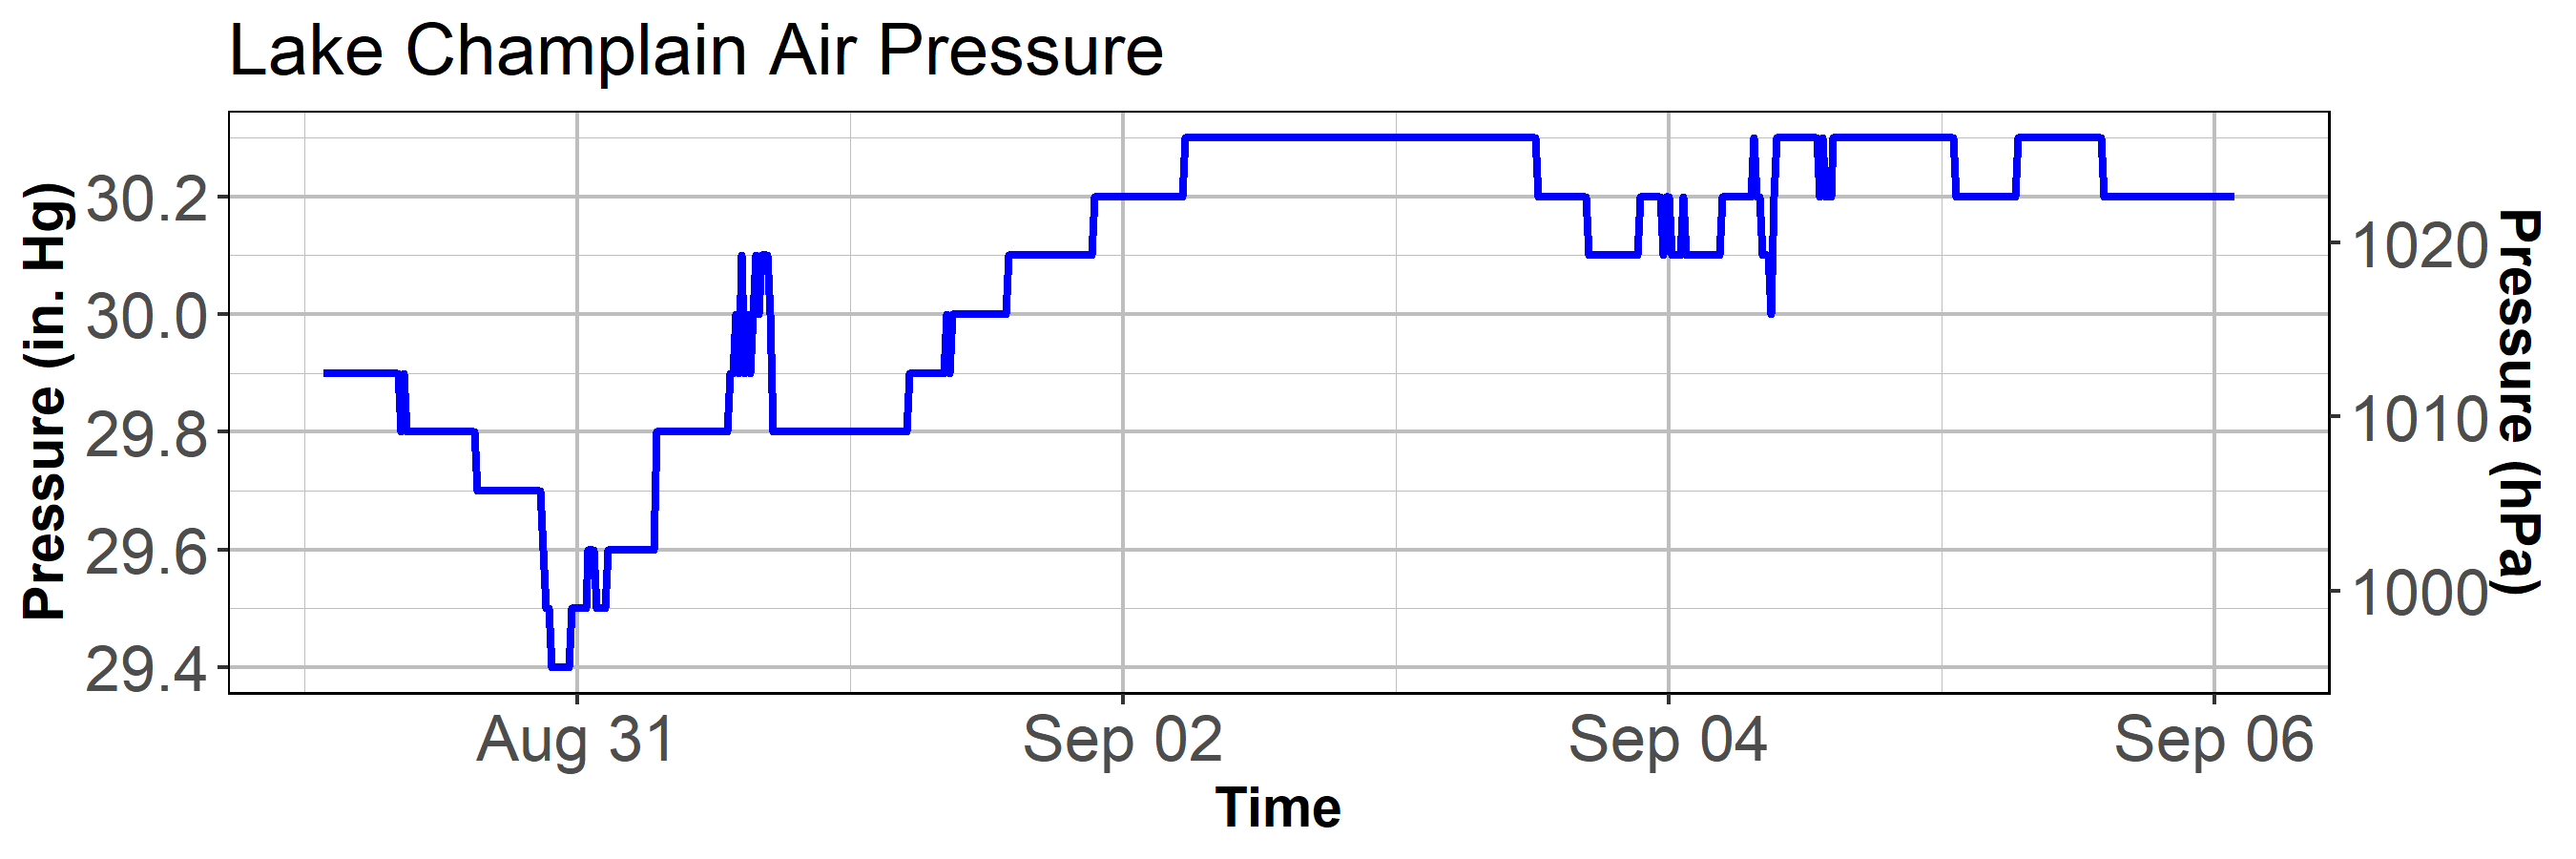 Lake Champlain Air Pressure
Pressure (in. Hg)
30.2
30.0
29.8
29.6
29.4
1020
1010
1000
Pressure (hPa)
Aug 31 Sep 02 Sep 04 Sep 06
Time